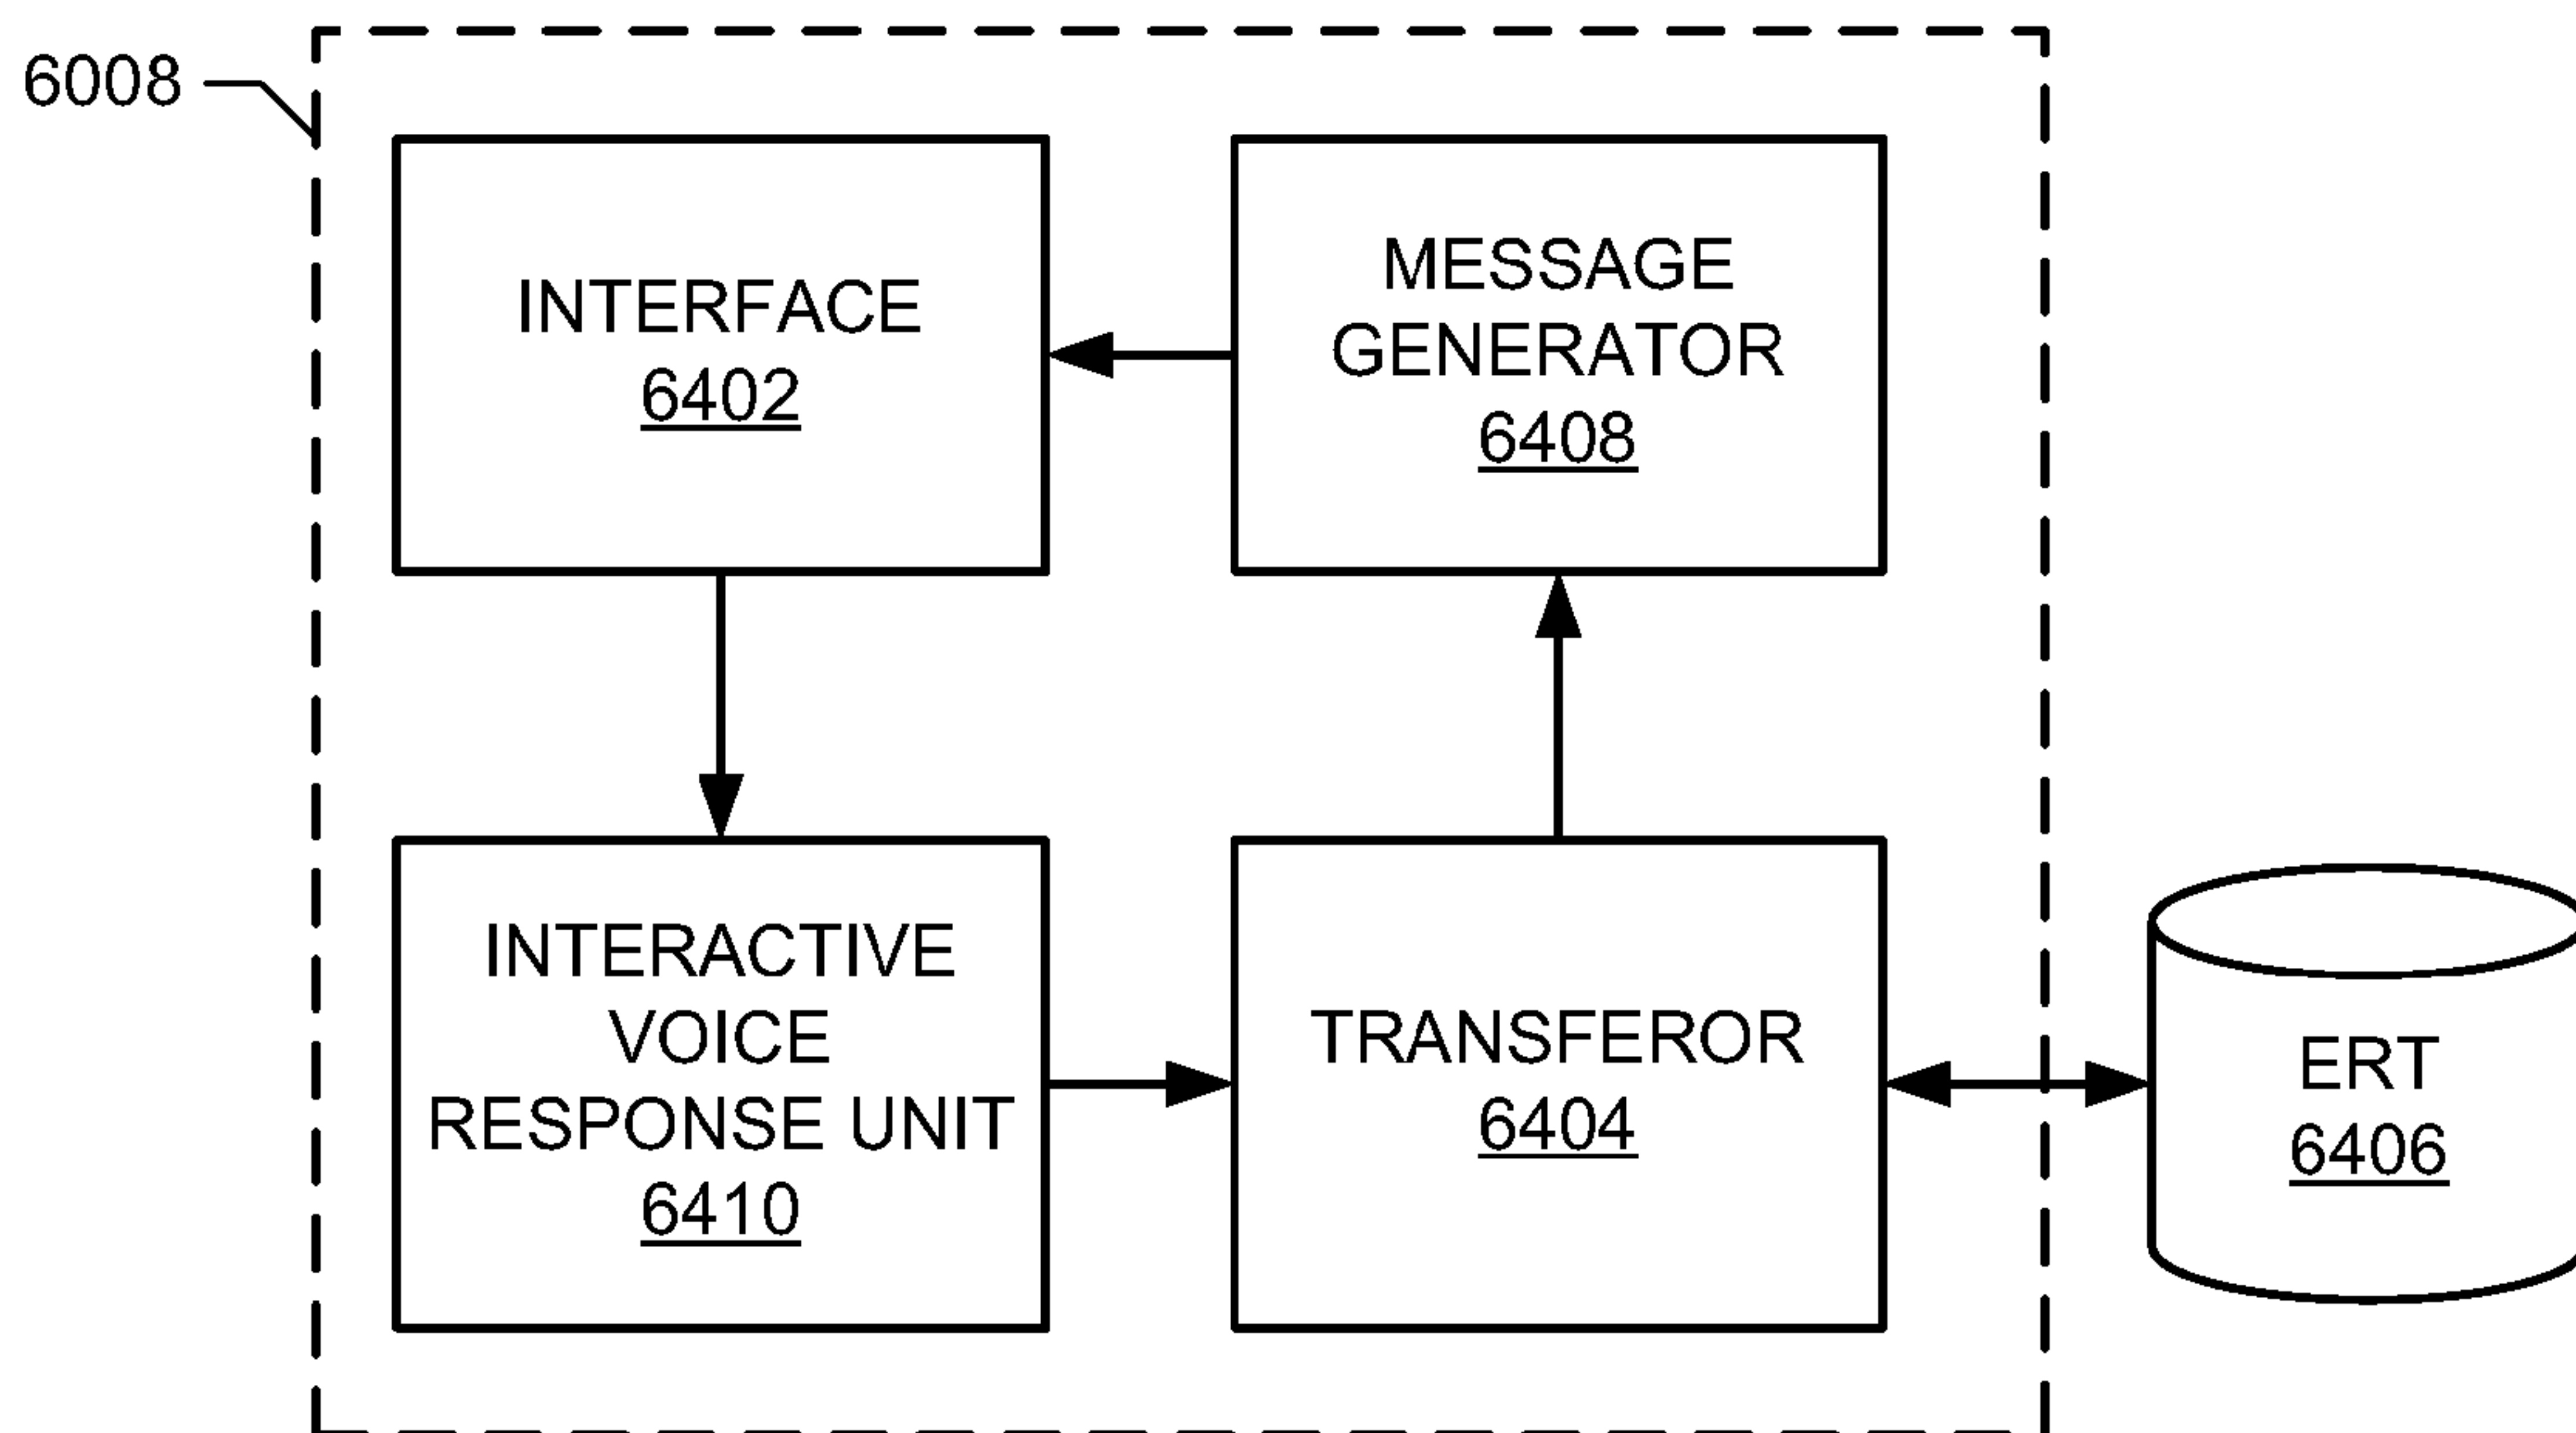 6008
INTERFACE
6402
MESSAGE
GENERATOR
6408
INTERACTIVE
VOICE
RESPONSE UNIT
6410
TRANSFEROR
6404
ERT
6406